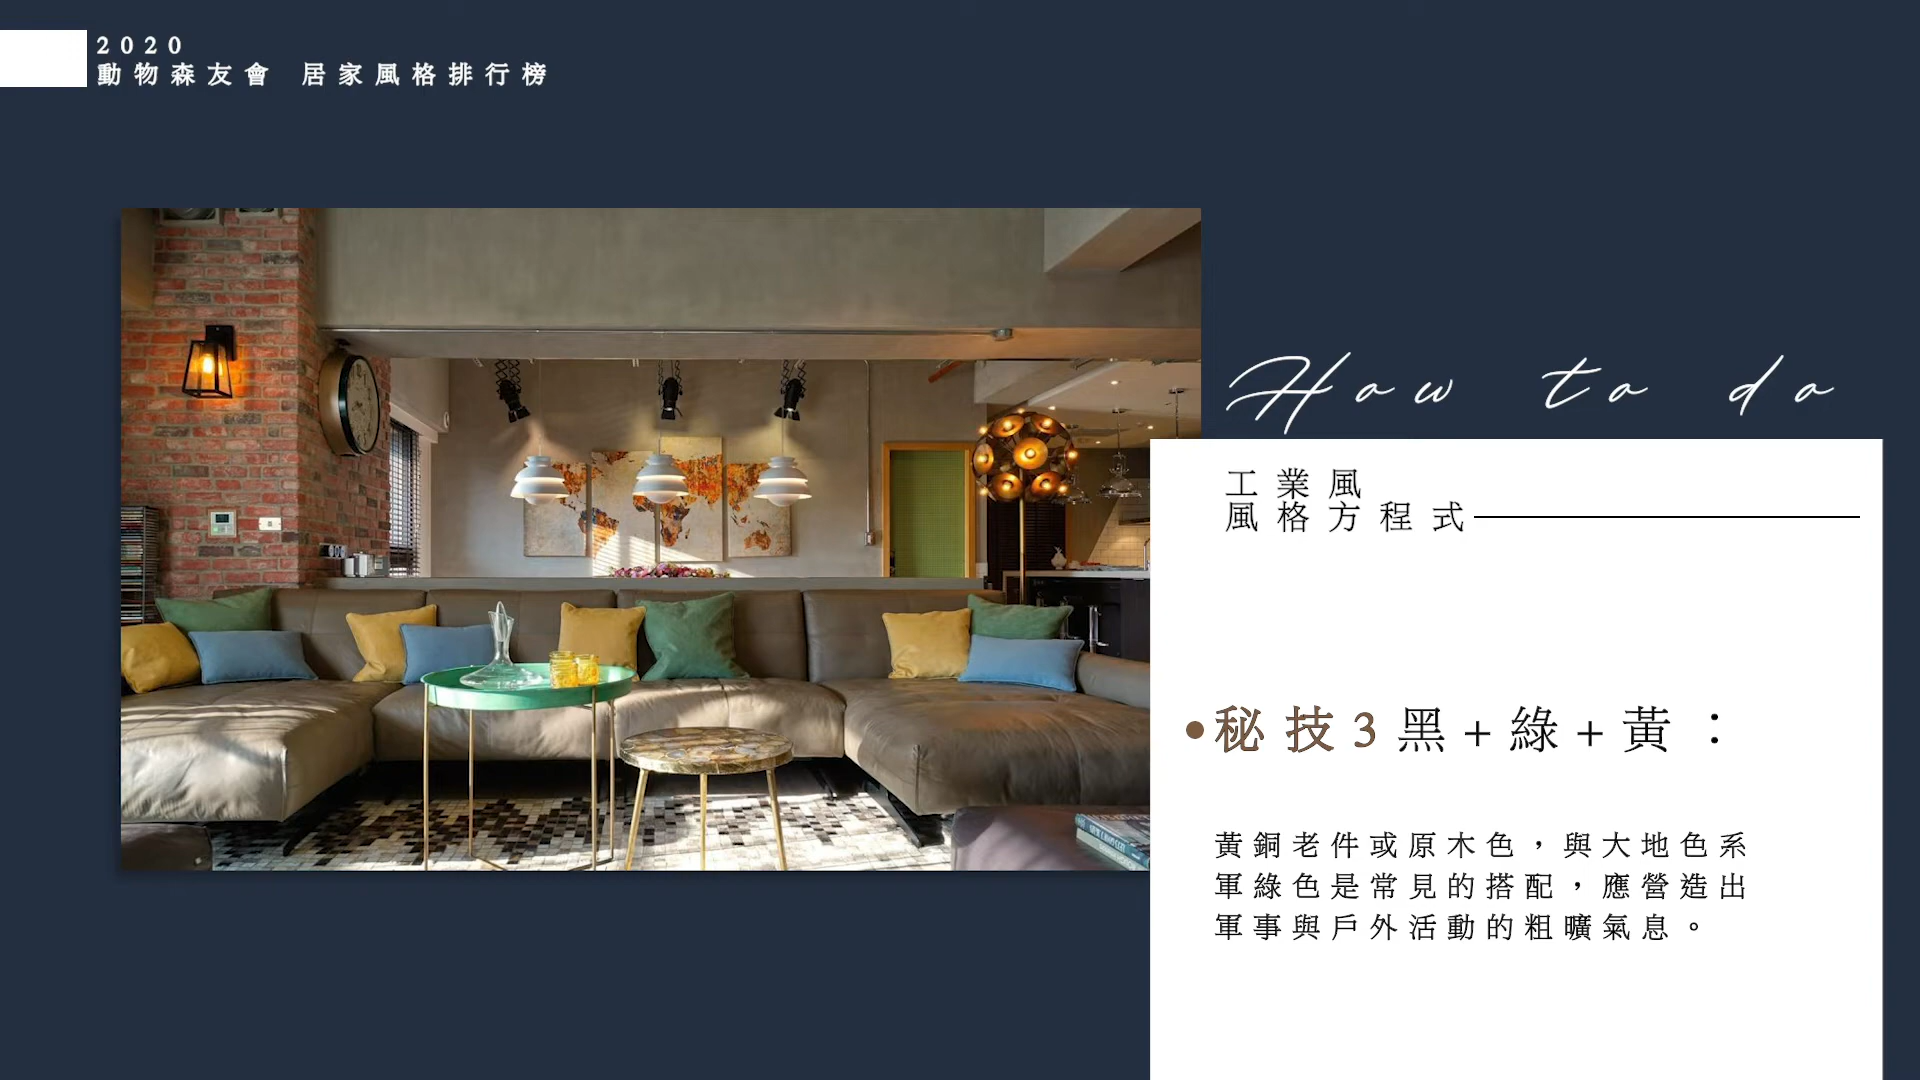 2020
動物森友會 居家風格排行榜
How to do
工業風
風格方程式
•秘技3黑+綠+黃：
黃銅老件或原木色，與大地色系
軍綠色是常見的搭配，應營造出
軍事與戶外活動的粗曠氣息。